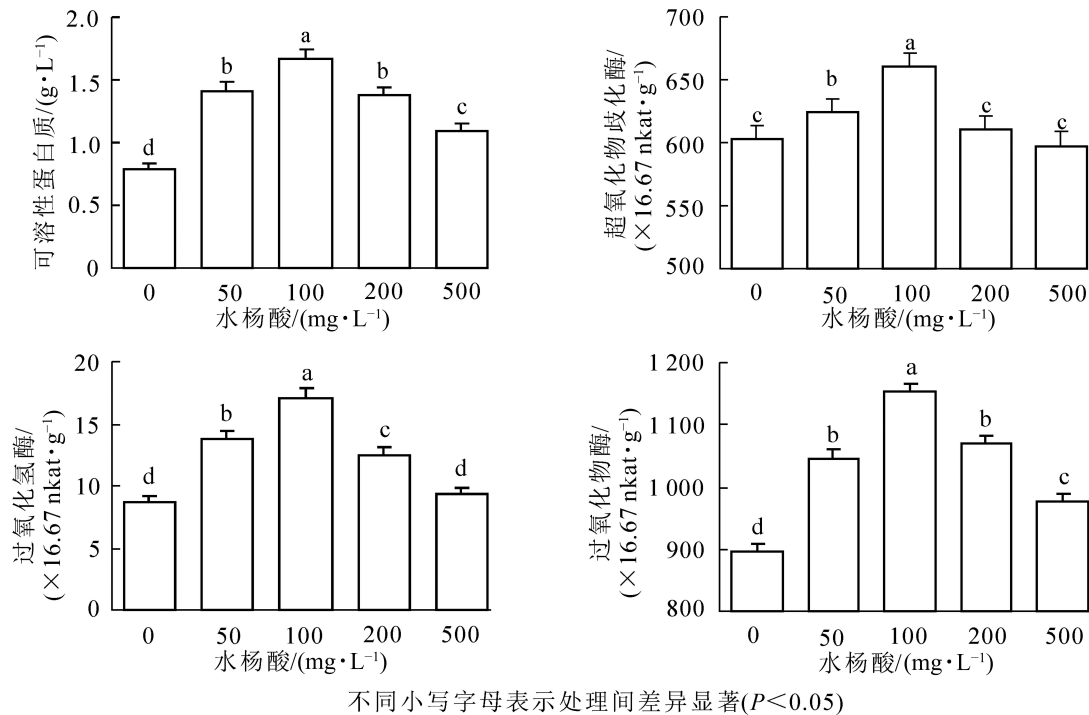 可溶性蛋白质/(g·L⁻¹)
2.0
1.5
1.0
0.5
0
d
b
a
b
c
0 50 100 200 500
水杨酸/(mg·L⁻¹)
超氧化物歧化酶/
(×16.67 nkat·g⁻¹)
700
650
600
550
500
c
b
a
c
c
0 50 100 200 500
水杨酸/(mg·L⁻¹)
过氧化氢酶/
(×16.67 nkat·g⁻¹)
20
15
10
5
0
d
b
a
c
d
0 50 100 200 500
水杨酸/(mg·L⁻¹)
过氧化物酶/
(×16.67 nkat·g⁻¹)
1 200
1 100
1 000
900
800
d
b
a
b
c
0 50 100 200 500
水杨酸/(mg·L⁻¹)
不同小写字母表示处理间差异显著(P<0.05)